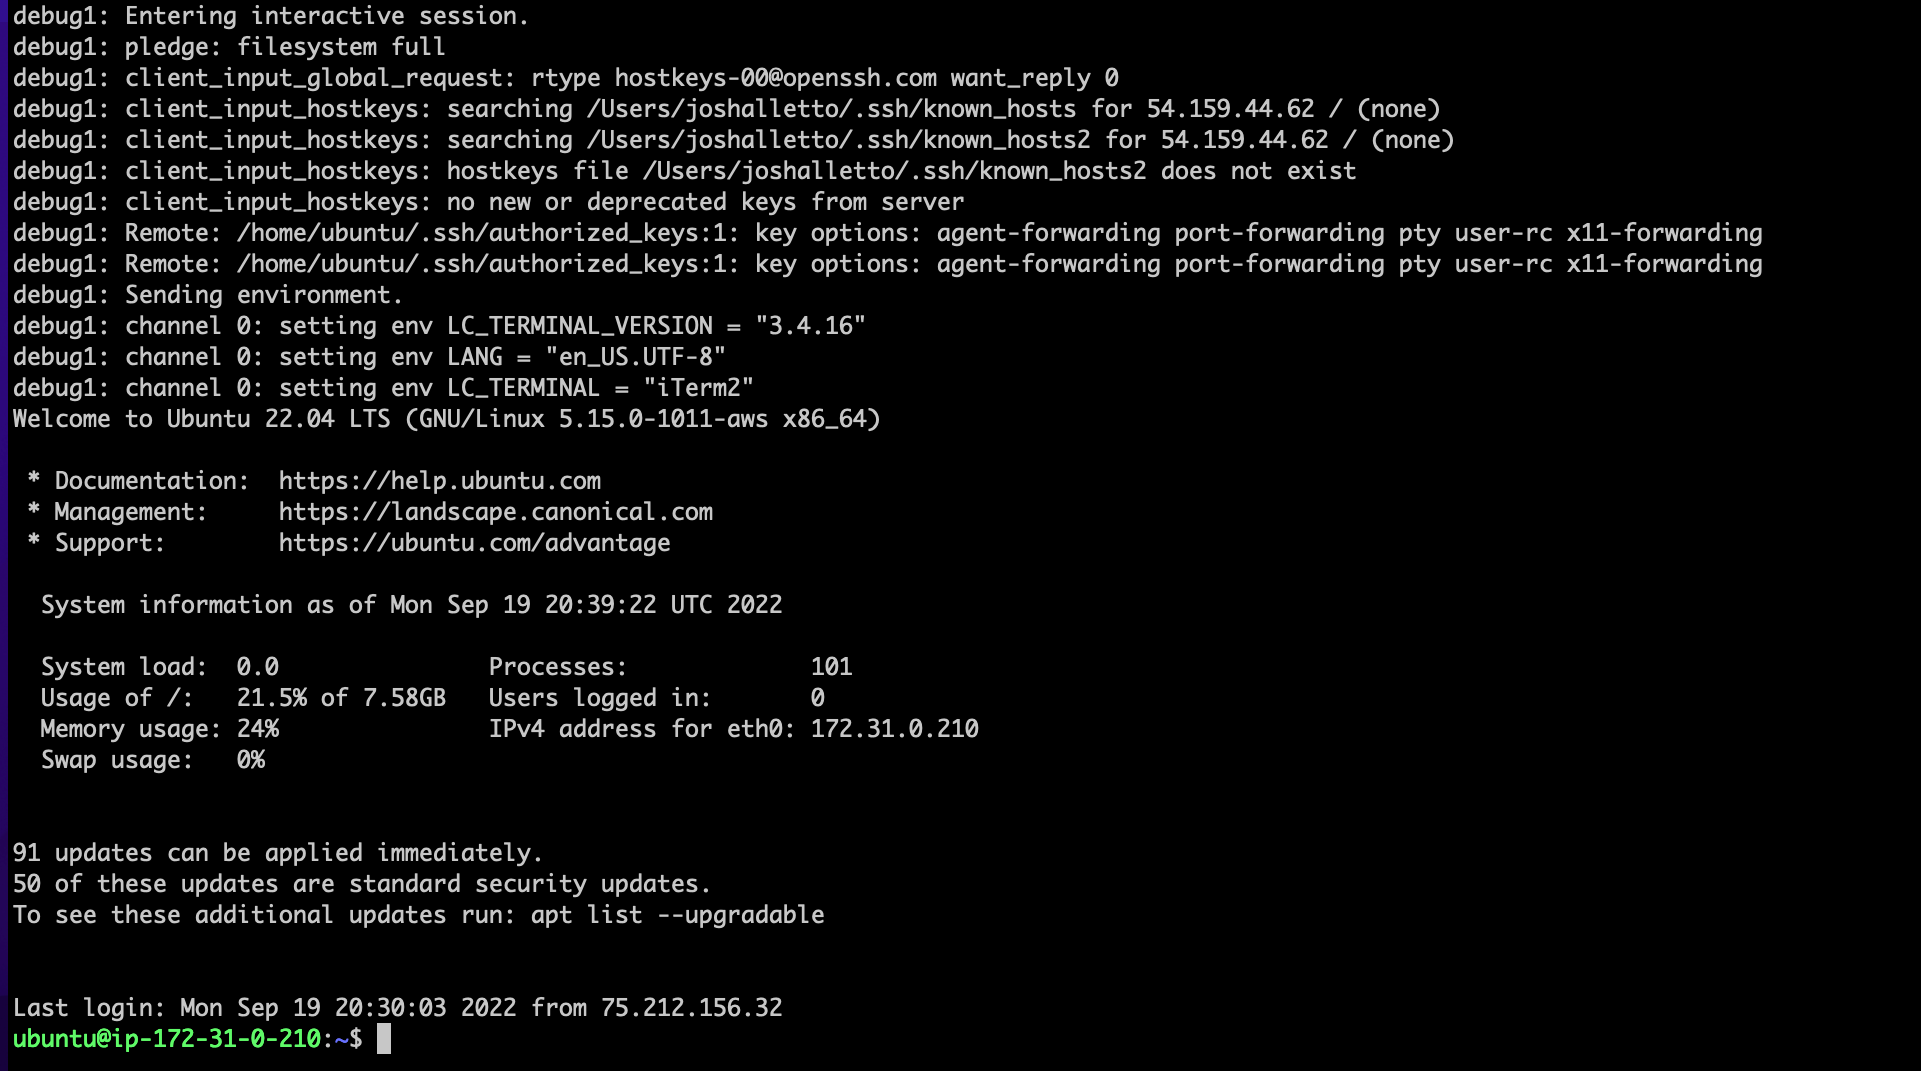 debug1: Entering interactive session.
debug1: pledge: filesystem full
debug1: client_input_global_request: rtype hostkeys-00@openssh.com want_reply 0
debug1: client_input_hostkeys: searching /Users/joshalletto/.ssh/known_hosts for 54.159.44.62 / (none)
debug1: client_input_hostkeys: searching /Users/joshalletto/.ssh/known_hosts2 for 54.159.44.62 / (none)
debug1: client_input_hostkeys: hostkeys file /Users/joshalletto/.ssh/known_hosts2 does not exist
debug1: client_input_hostkeys: no new or deprecated keys from server
debug1: Remote: /home/ubuntu/.ssh/authorized_keys:1: key options: agent-forwarding port-forwarding pty user-rc x11-forwarding
debug1: Remote: /home/ubuntu/.ssh/authorized_keys:1: key options: agent-forwarding port-forwarding pty user-rc x11-forwarding
debug1: Sending environment.
debug1: channel 0: setting env LC_TERMINAL_VERSION = "3.4.16"
debug1: channel 0: setting env LANG = "en_US.UTF-8"
debug1: channel 0: setting env LC_TERMINAL = "iTerm2"
Welcome to Ubuntu 22.04 LTS (GNU/Linux 5.15.0-1011-aws x86_64)

 * Documentation:  https://help.ubuntu.com
 * Management:     https://landscape.canonical.com
 * Support:        https://ubuntu.com/advantage

  System information as of Mon Sep 19 20:39:22 UTC 2022

  System load:  0.0               Processes:             101
  Usage of /:   21.5% of 7.58GB   Users logged in:       0
  Memory usage: 24%               IPv4 address for eth0: 172.31.0.210
  Swap usage:   0%

91 updates can be applied immediately.
50 of these updates are standard security updates.
To see these additional updates run: apt list --upgradable

Last login: Mon Sep 19 20:30:03 2022 from 75.212.156.32
ubuntu@ip-172-31-0-210:~$